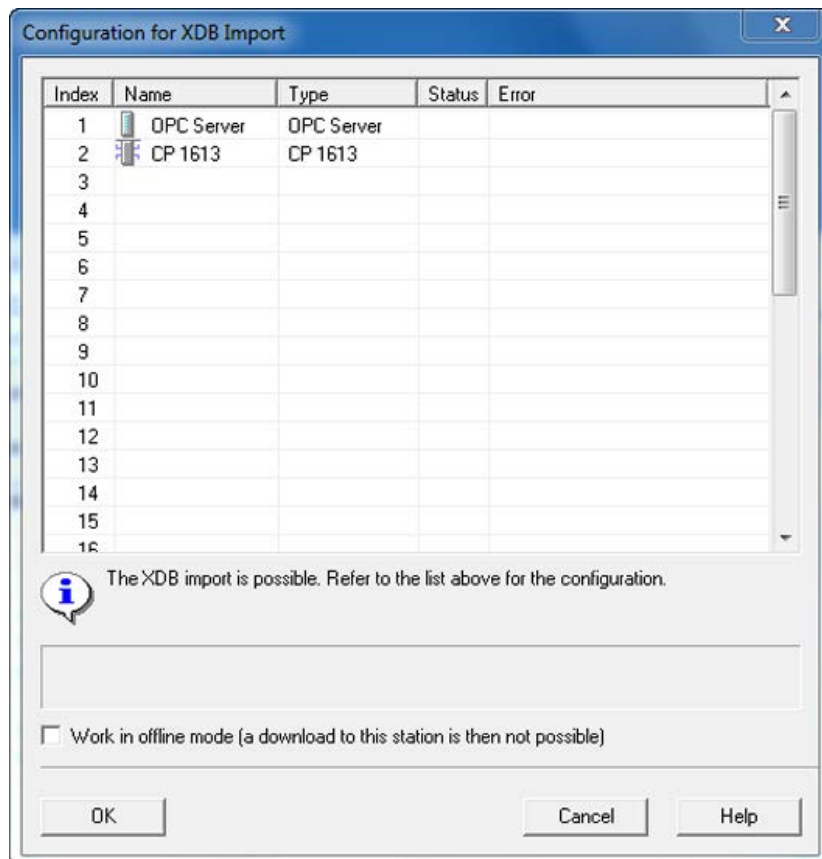 Configuration for XDB Import
Index Name Type Status Error
1 OPC Server OPC Server
2 CP 1613 CP 1613
3
4
5
6
7
8
9
10
11
12
13
14
15
16
The XDB import is possible. Refer to the list above for the configuration.
Work in offline mode (a download to this station is then not possible)
OK Cancel Help